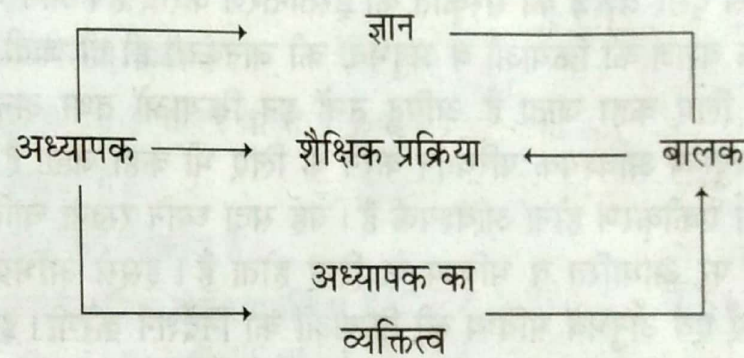 ज्ञान
अध्यापक शैक्षिक प्रक्रिया बालक
अध्यापक का
व्यक्तित्व